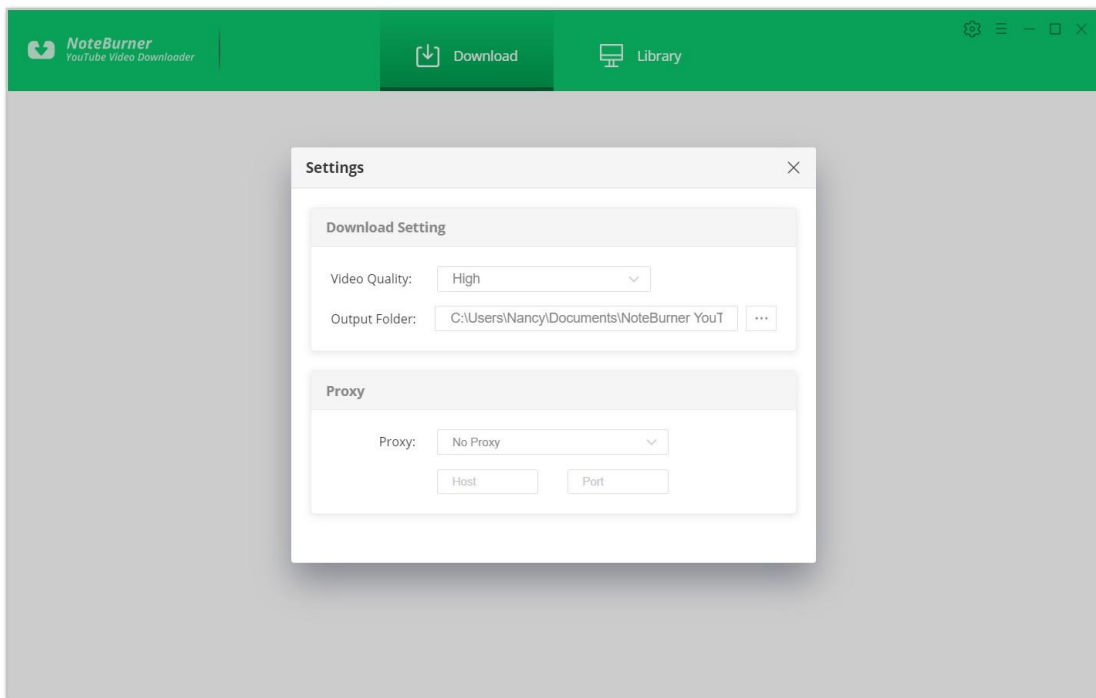 NoteBurner
YouTube Video Downloader
Download
Library
Settings
Download Setting
Video Quality: High
Output Folder: C:\Users\Nancy\Documents\NoteBurner YouT ...
Proxy
Proxy: No Proxy
Host Port